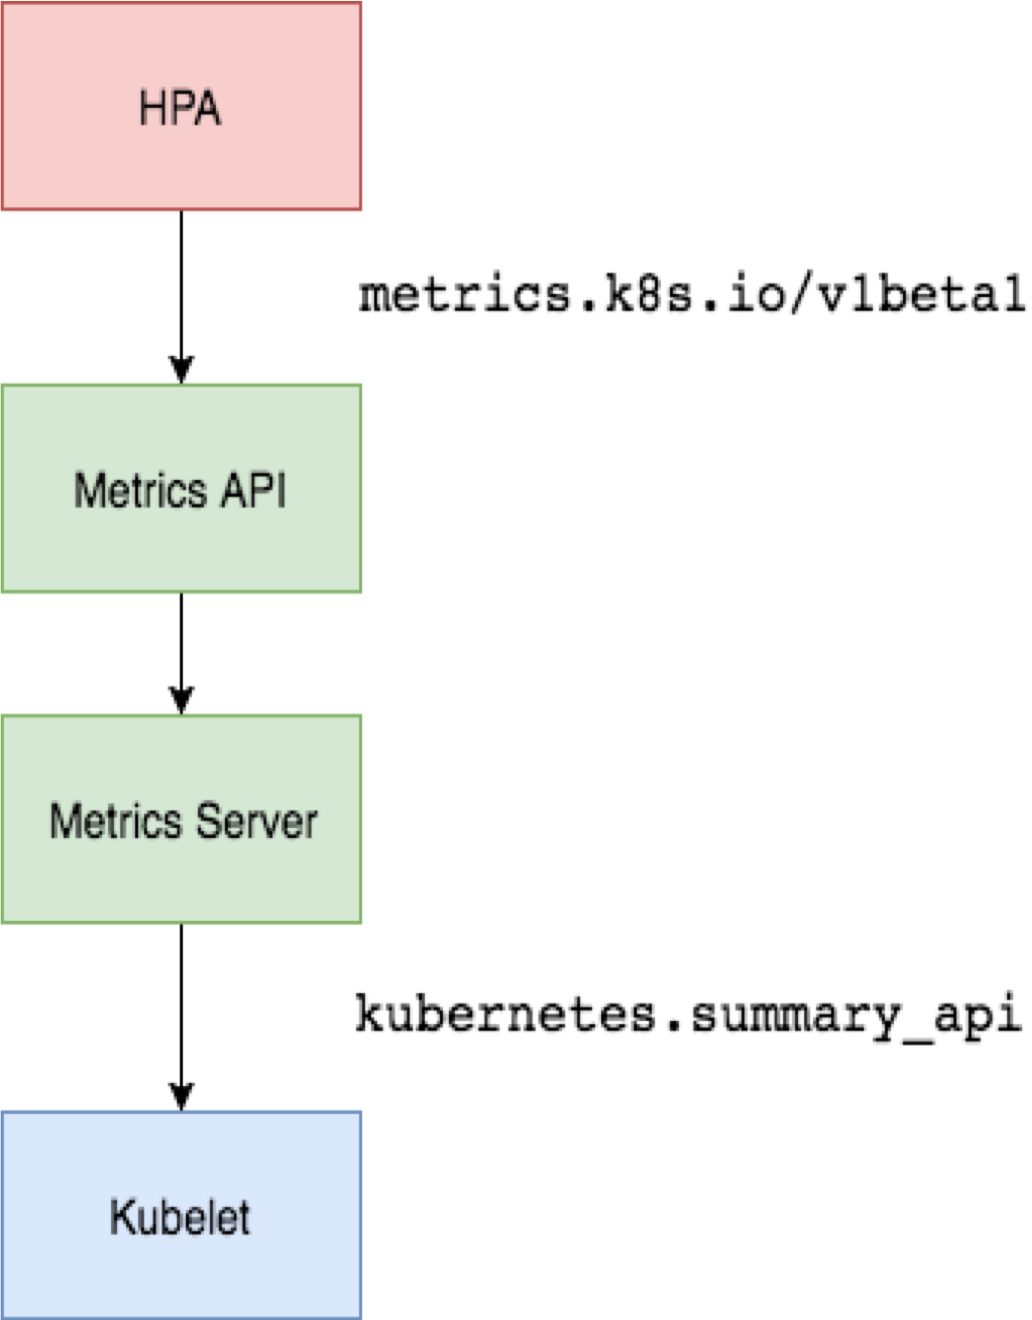 HPA
metrics.k8s.io/v1beta1
Metrics API
Metrics Server
kubernetes.summary_api
Kubelet